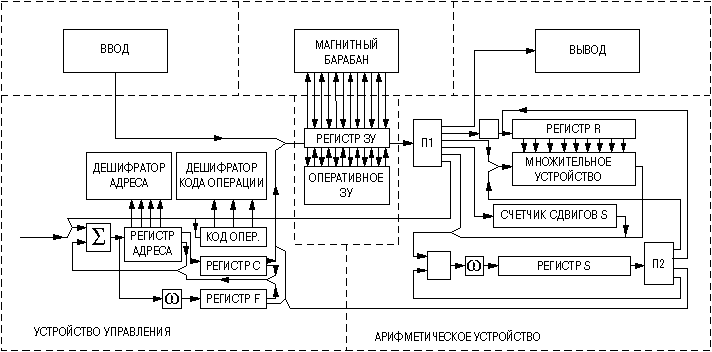 ВВОД
МАГНИТНЫЙ
БАРАБАН
ВЫВОД
РЕГИСТР ЗУ
П1
РЕГИСТР R
ДЕШИФРАТОР
АДРЕСА
ДЕШИФРАТОР
КОДА ОПЕРАЦИИ
ОПЕРАТИВНОЕ
ЗУ
МНОЖИТЕЛЬНОЕ
УСТРОЙСТВО
СЧЕТЧИК СДВИГОВ S
Σ
РЕГИСТР
АДРЕСА
КОД ОПЕР.
РЕГИСТР С
ω
РЕГИСТР S
П2
ω
РЕГИСТР F
УСТРОЙСТВО УПРАВЛЕНИЯ
АРИФМЕТИЧЕСКОЕ УСТРОЙСТВО